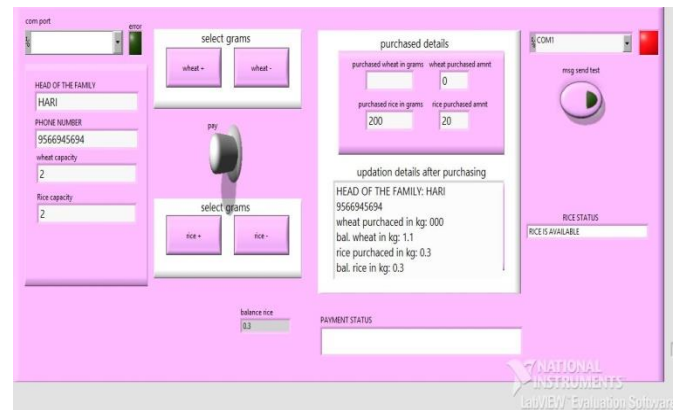 com port
error
HEAD OF THE FAMILY
HARI
PHONE NUMBER
9566945694
wheat capacity
2
Rice capacity
2
select grams
wheat +
wheat -
pay
select grams
rice +
rice -
balance rice
0.3
purchased details
purchased wheat in grams
wheat purchased amnt
0
purchased rice in grams
rice purchased amnt
200
20
updation details after purchasing
HEAD OF THE FAMILY: HARI
9566945694
wheat purchaced in kg: 000
bal. wheat in kg: 1.1
rice purchased in kg: 0.3
bal. rice in kg: 0.3
PAYMENT STATUS
COM1
msg send test
RICE STATUS
RICE IS AVAILABLE
NATIONAL
INSTRUMENTS
LabVIEW Evaluation Software